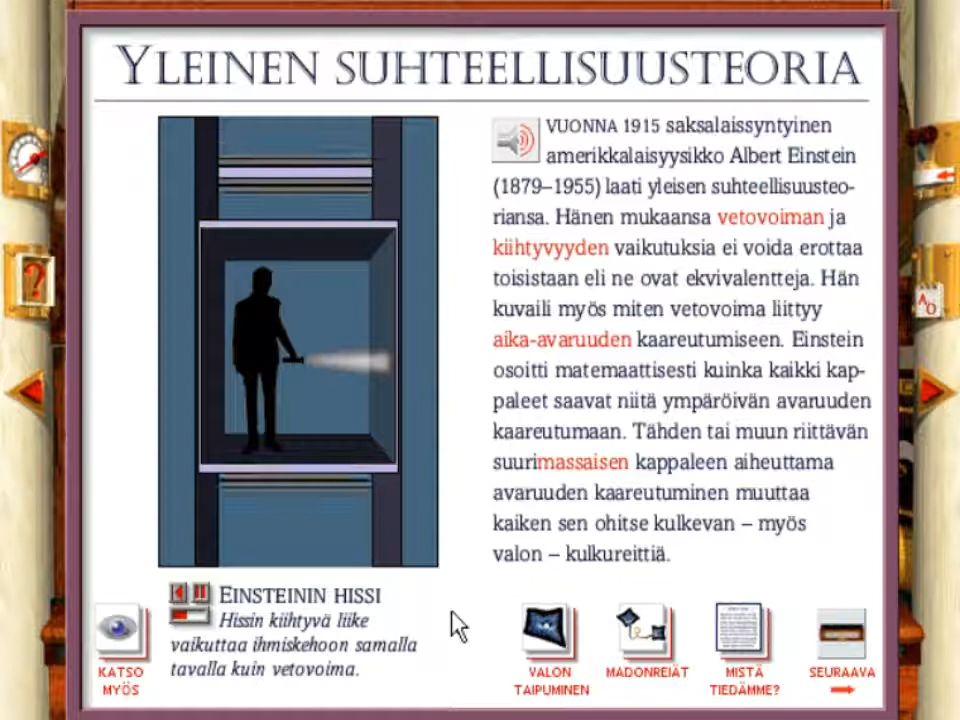 YLEINEN SUHTEELLISUUSTEORIA
VUONNA 1915 saksalaissyntyinen
amerikkalaisyysikko Albert Einstein
(1879–1955) laati yleisen suhteellisuusteo-
riansa. Hänen mukaansa vetovoiman ja
kiihtyvyyden vaikutuksia ei voida erottaa
toisistaan eli ne ovat ekvivalentteja. Hän
kuvaili myös miten vetovoima liittyy
aika-avaruuden kaareutumiseen. Einstein
osoitti matemaattisesti kuinka kaikki kap-
paleet saavat niitä ympäröivän avaruuden
kaareutumaan. Tähden tai muun riittävän
suurimassaisen kappaleen aiheuttama
avaruuden kaareutuminen muuttaa
kaiken sen ohitse kulkevan – myös
valon – kulkureittiä.
EINSTEININ HISSI
Hissin kiihtyvä liike
vaikuttaa ihmiskehoon samalla
tavalla kuin vetovoima.
KATSO
MYÖS
VALON
TAIPUMINEN
MADONREIÄT
MISTÄ
TIEDÄMME?
SEURAAVA
?
A
O